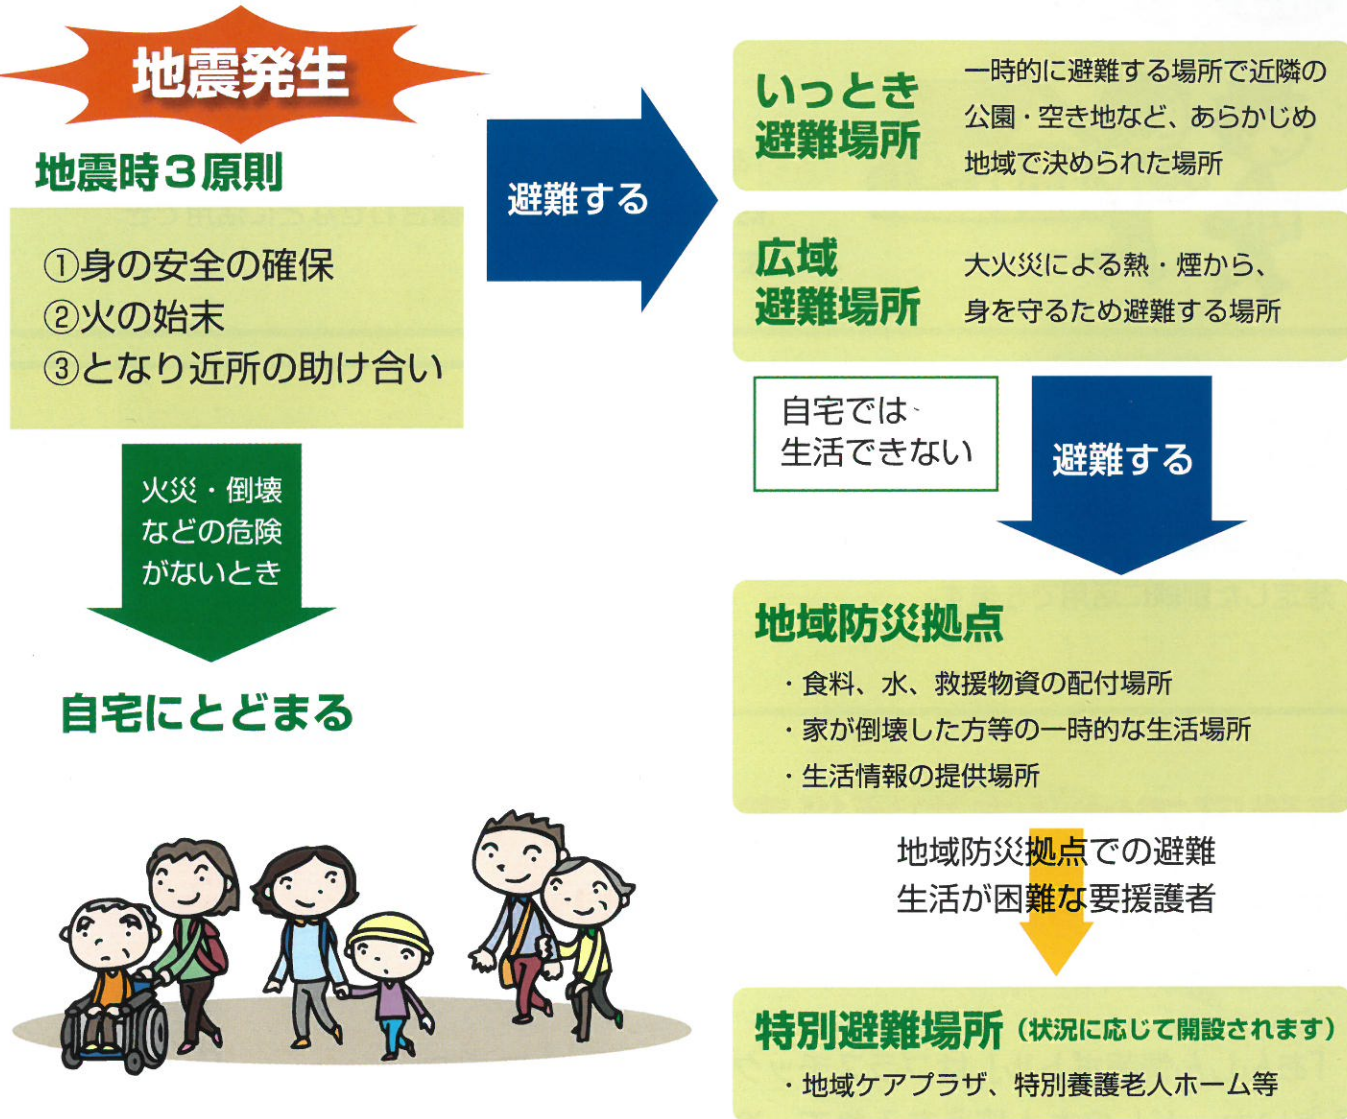 地震発生
地震時3原則
①身の安全の確保
②火の始末
③となり近所の助け合い
火災・倒壊
などの危険
がないとき
自宅にとどまる
避難する
いっとき
避難場所
一時的に避難する場所で近隣の
公園・空き地など、あらかじめ
地域で決められた場所
広域
避難場所
大火災による熱・煙から、
身を守るため避難する場所
自宅では
生活できない
避難する
地域防災拠点
・食料、水、救援物資の配付場所
・家が倒壊した方等の一時的な生活場所
・生活情報の提供場所
地域防災拠点での避難
生活が困難な要援護者
特別避難場所(状況に応じて開設されます)
・地域ケアプラザ、特別養護老人ホーム等